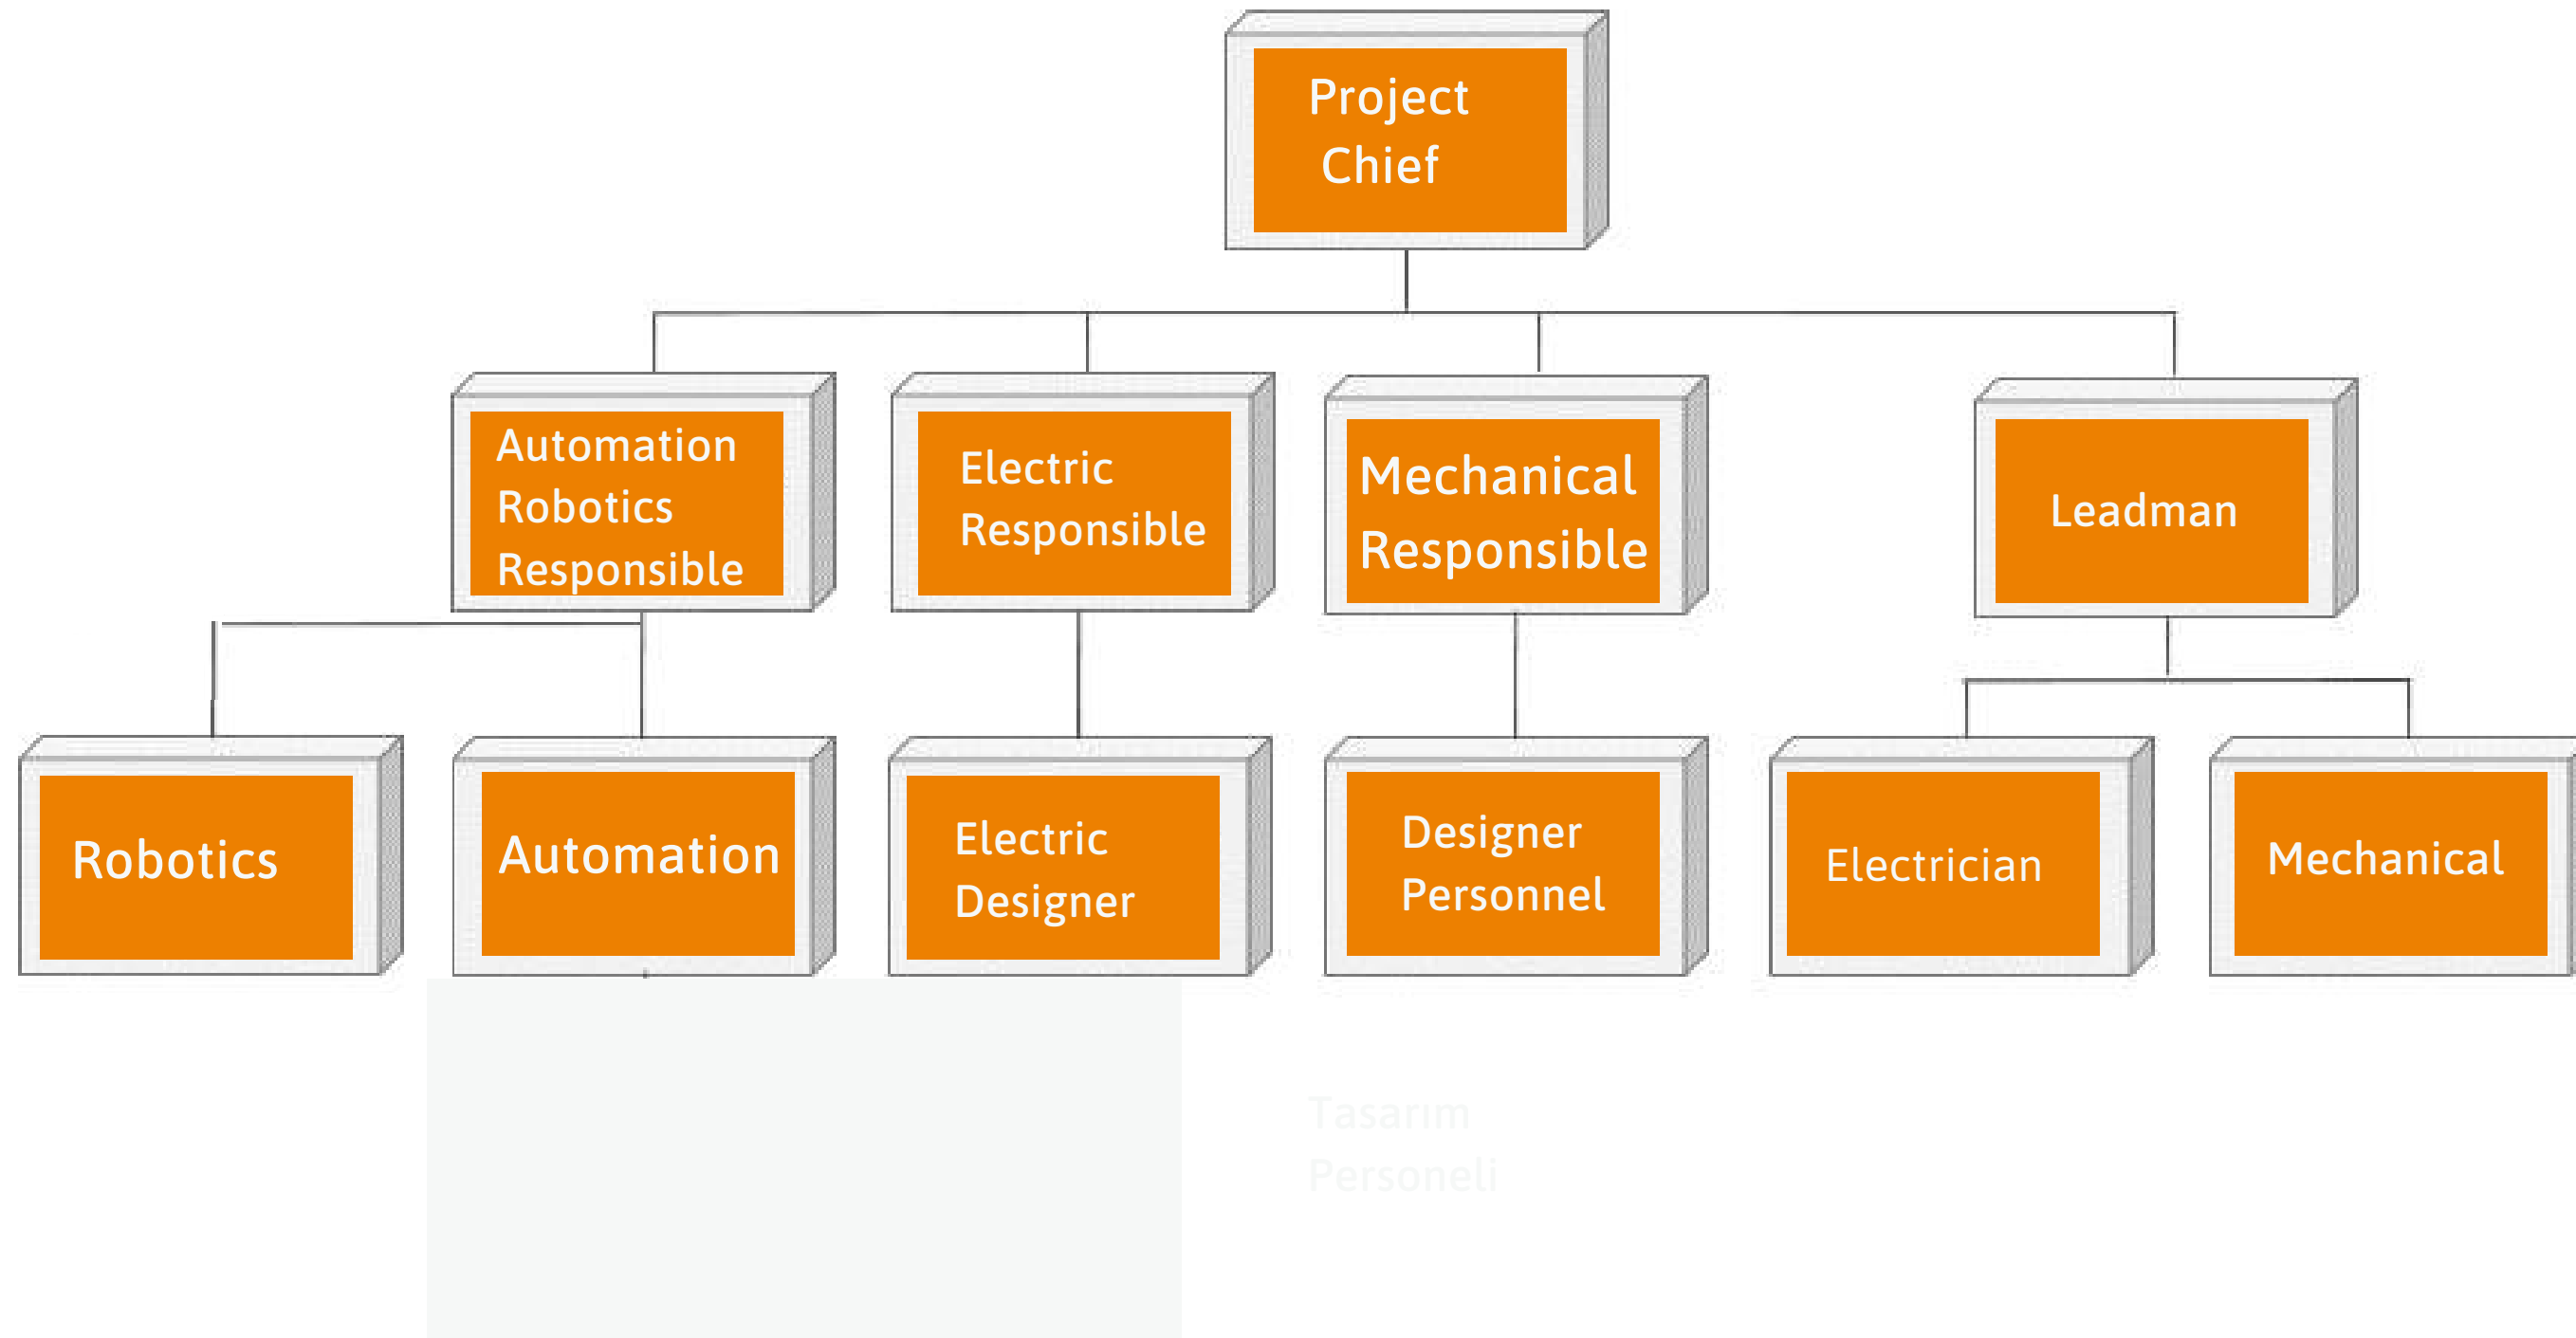 Project
Chief
Automation
Robotics
Responsible
Electric
Responsible
Mechanical
Responsible
Leadman
Robotics
Automation
Electric
Designer
Designer
Personnel
Electrician
Mechanical
Tasarım
Personeli